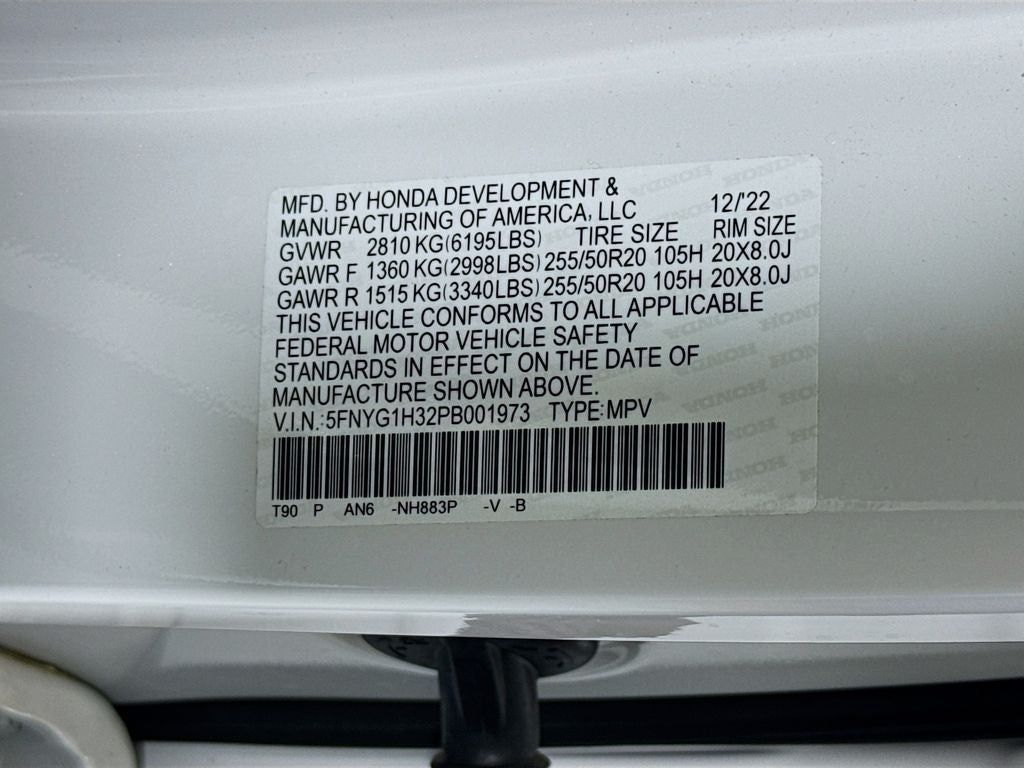 MFD. BY HONDA DEVELOPMENT &
MANUFACTURING OF AMERICA, LLC 12/'22
GVWR 2810 KG(6195LBS) TIRE SIZE RIM SIZE
GAWR F 1360 KG(2998LBS) 255/50R20 105H 20X8.0J
GAWR R 1515 KG(3340LBS) 255/50R20 105H 20X8.0J
THIS VEHICLE CONFORMS TO ALL APPLICABLE
FEDERAL MOTOR VEHICLE SAFETY
STANDARDS IN EFFECT ON THE DATE OF
MANUFACTURE SHOWN ABOVE.
V.I.N.:5FNYG1H32PB001973 TYPE:MPV
T90 P AN6 -NH883P -V -B